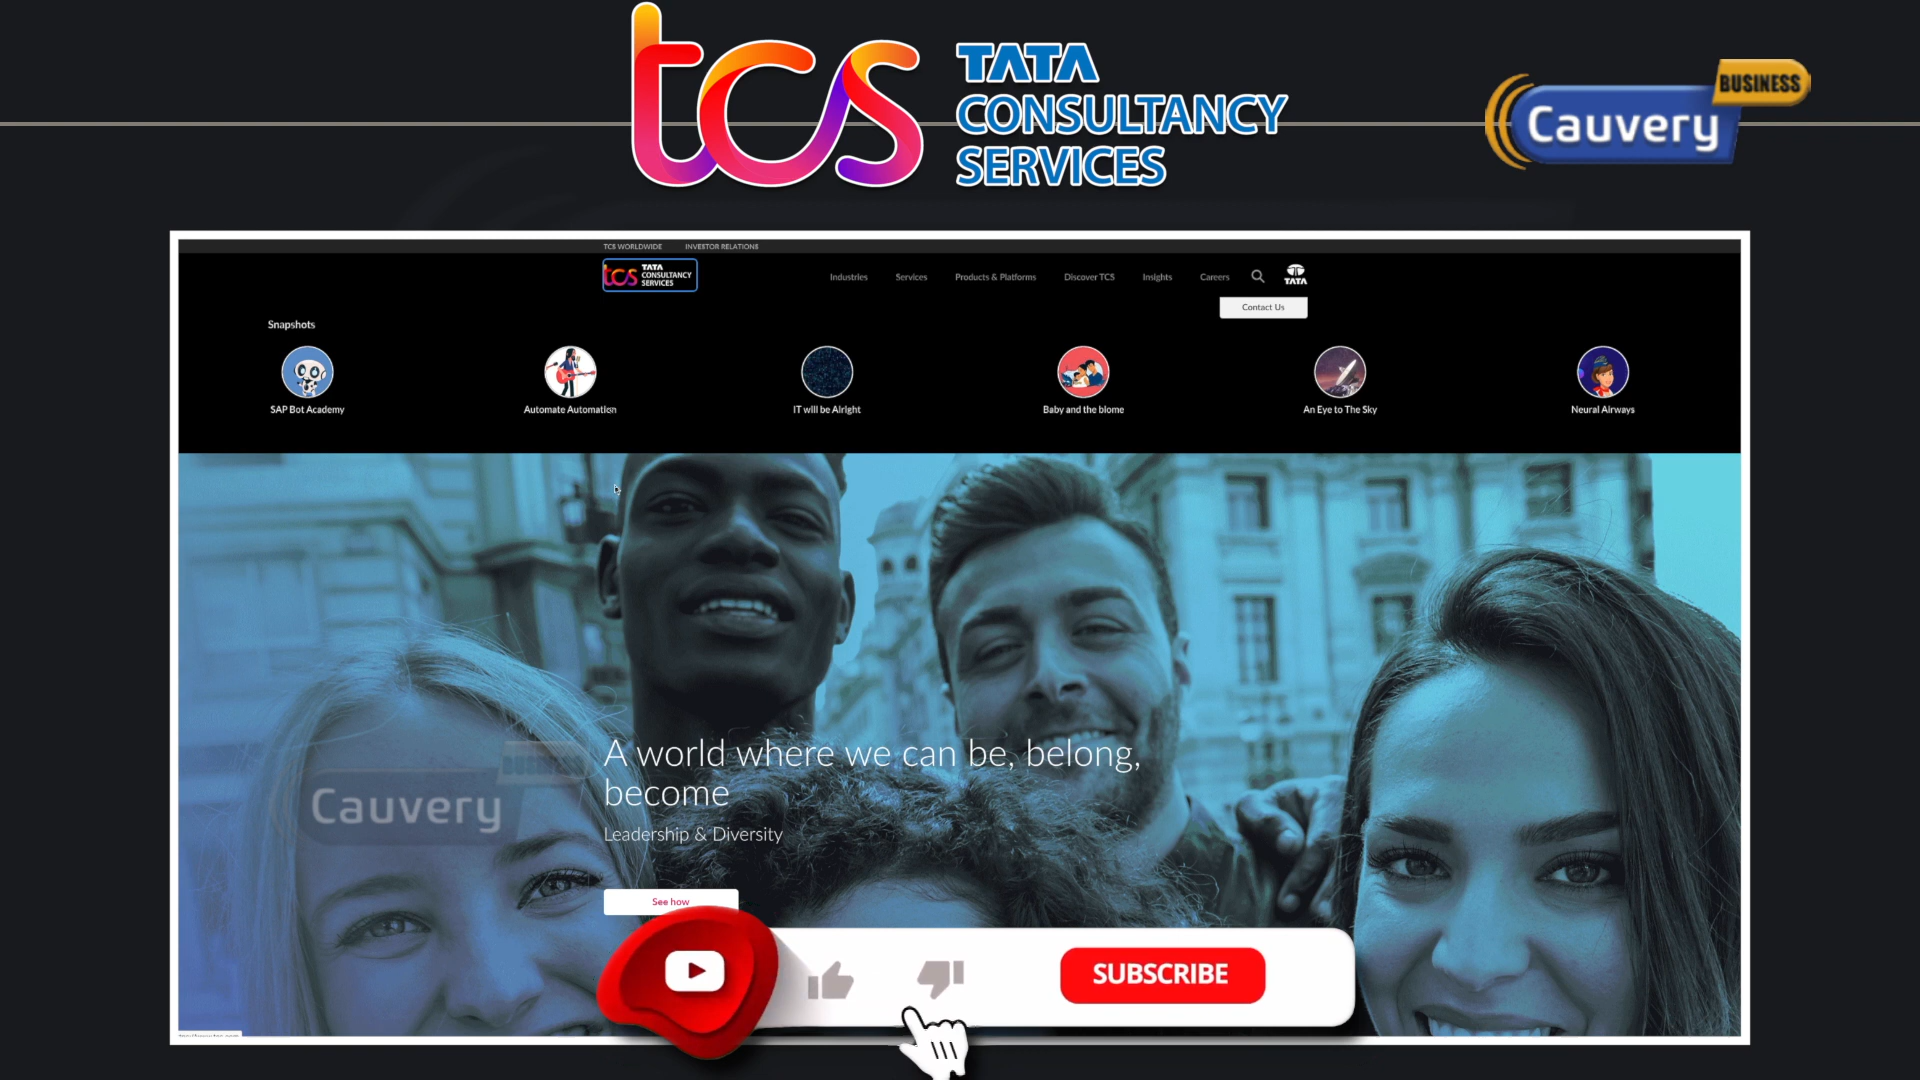 tcs
TATA
CONSULTANCY
SERVICES
BUSINESS
Cauvery
TCS WORLDWIDE INVESTOR RELATIONS
tcs TATA
CONSULTANCY
SERVICES
Industries Services Products & Platforms Discover TCS Insights Careers
TATA
Contact Us
Snapshots
SAP Bot Academy Automate Automation IT will be Alright Baby and the biome An Eye to The Sky Neural Airways
A world where we can be, belong,
become
BUSINESS
Cauvery
Leadership & Diversity
See how
SUBSCRIBE